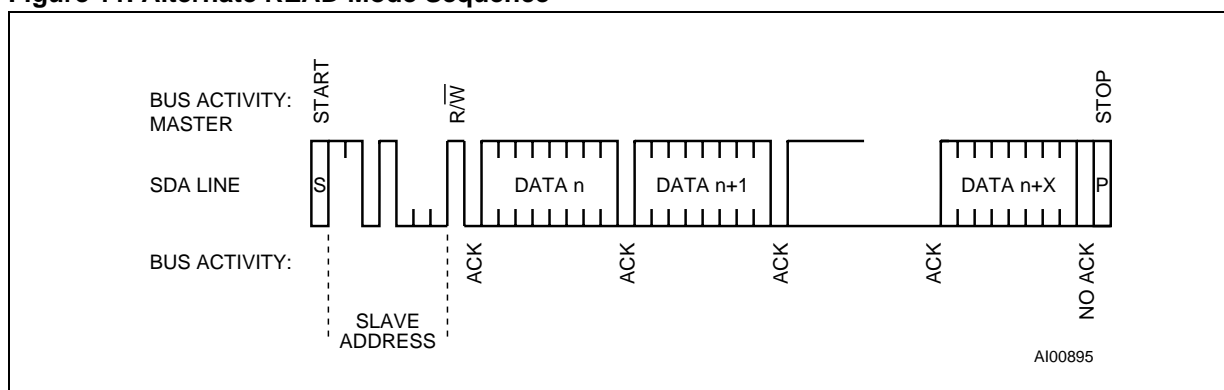 Figure 11. Alternate READ Mode Sequence
BUS ACTIVITY:
MASTER
START
R/W
STOP
SDA LINE
S
DATA n
DATA n+1
DATA n+X
P
BUS ACTIVITY:
ACK
ACK
ACK
ACK
NO ACK
SLAVE
ADDRESS
AI00895